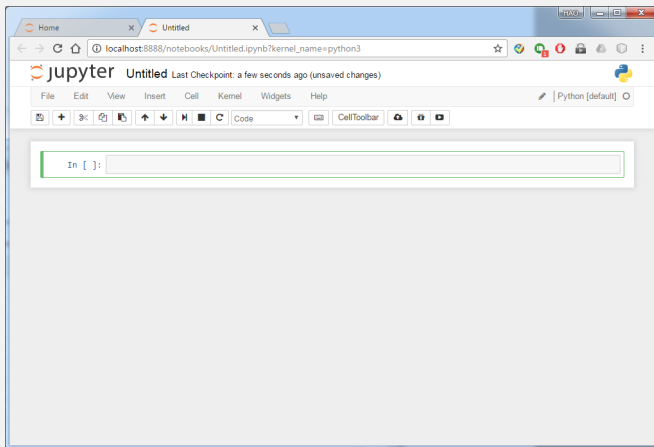 HAO
Home
Untitled
localhost:8888/notebooks/Untitled.ipynb?kernel_name=python3
jupyter Untitled Last Checkpoint: a few seconds ago (unsaved changes)
File Edit View Insert Cell Kernel Widgets Help Python [default]
Code CellToolbar
In [ ]: